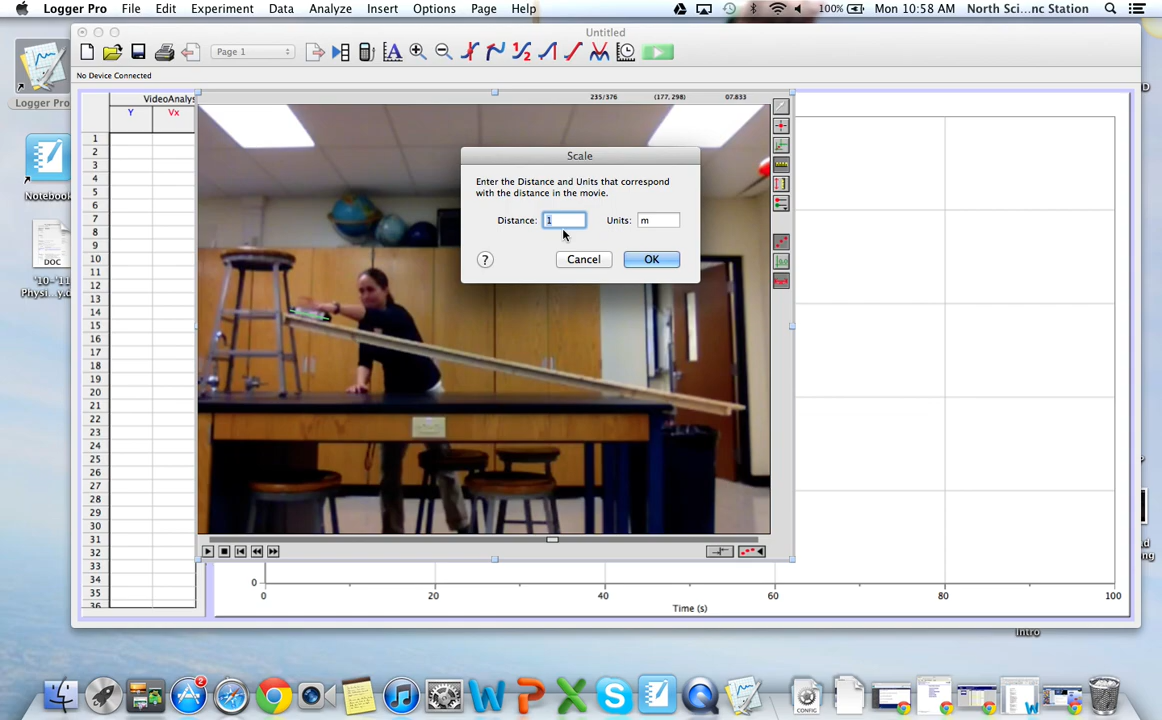 Logger Pro File Edit Experiment Data Analyze Insert Options Page Help 100% Mon 10:58 AM North Sci...nc Station
Untitled
Page 1
No Device Connected
Logger Pro
Notebook
DOC
'10-'11
Physi...y.d
VideoAnalys
Y Vx
1
2
3
4
5
6
7
8
9
10
11
12
13
14
15
16
17
18
19
20
21
22
23
24
25
26
27
28
29
30
31
32
33
34
35
36
235/376 (177, 298) 07.833
Scale
Enter the Distance and Units that correspond
with the distance in the movie.
Distance: 1 Units: m
? Cancel OK
0
0 20 40 60 80 100
Time (s)
Intro
2
CONFIG